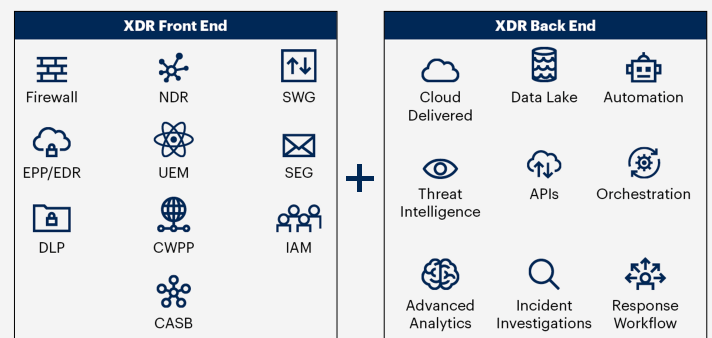 XDR Front End
Firewall
NDR
SWG
EPP/EDR
UEM
SEG
DLP
CWPP
IAM
CASB
+
XDR Back End
Cloud
Delivered
Data Lake
Automation
Threat
Intelligence
APIs
Orchestration
Advanced
Analytics
Incident
Investigations
Response
Workflow